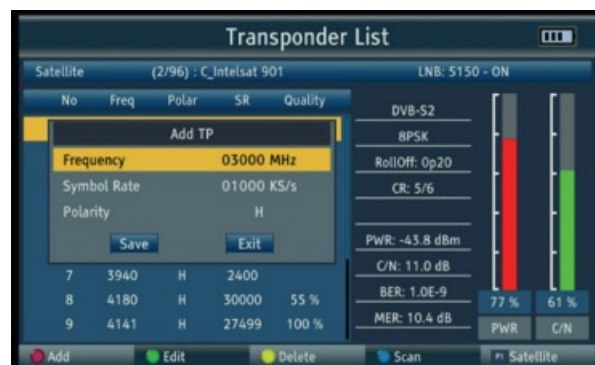 Transponder List
Satellite (2/96) : C_Intelsat 901 LNB: 5150 - ON
No Freq Polar SR Quality
Add TP
Frequency 03000 MHz
Symbol Rate 01000 KS/s
Polarity H
Save Exit
7 3940 H 2400
8 4180 H 30000 55 %
9 4141 H 27499 100 %
DVB-S2
8PSK
RollOff: 0p20
CR: 5/6
PWR: -43.8 dBm
C/N: 11.0 dB
BER: 1.0E-9
MER: 10.4 dB
77 % 61 %
PWR C/N
Add Edit Delete Scan F1 Satellite